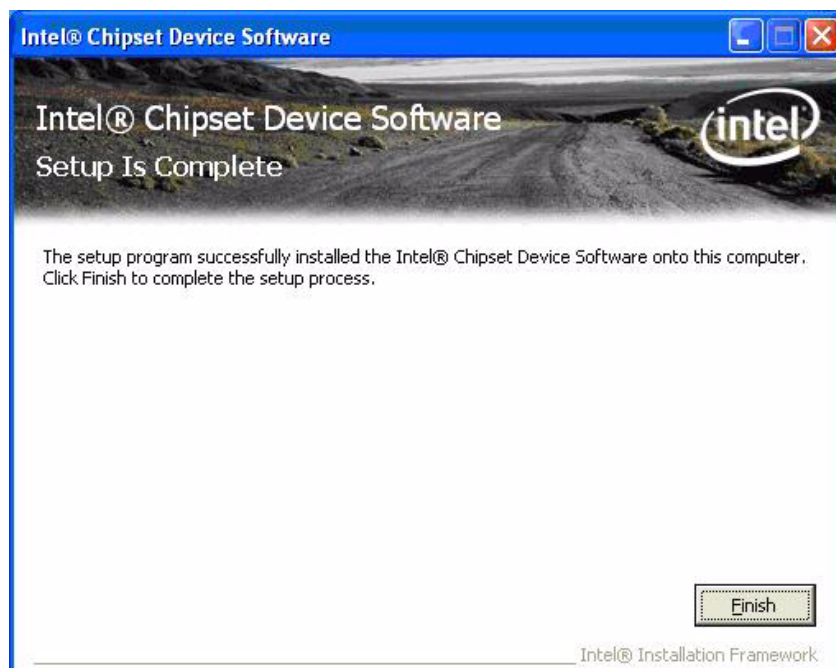 Intel® Chipset Device Software
Intel® Chipset Device Software
intel
Setup Is Complete
The setup program successfully installed the Intel® Chipset Device Software onto this computer.
Click Finish to complete the setup process.
Finish
Intel® Installation Framework